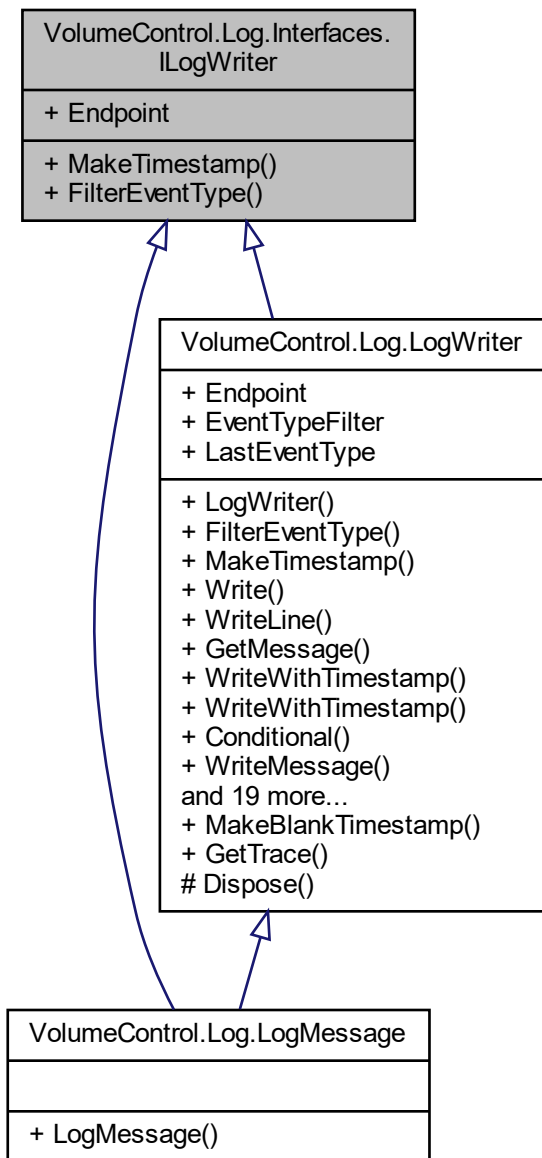 VolumeControl.Log.Interfaces.
ILogWriter
+ Endpoint
+ MakeTimestamp()
+ FilterEventType()
VolumeControl.Log.LogWriter
+ Endpoint
+ EventTypeFilter
+ LastEventType
+ LogWriter()
+ FilterEventType()
+ MakeTimestamp()
+ Write()
+ WriteLine()
+ GetMessage()
+ WriteWithTimestamp()
+ WriteWithTimestamp()
+ Conditional()
+ WriteMessage()
and 19 more...
+ MakeBlankTimestamp()
+ GetTrace()
# Dispose()
VolumeControl.Log.LogMessage
+ LogMessage()